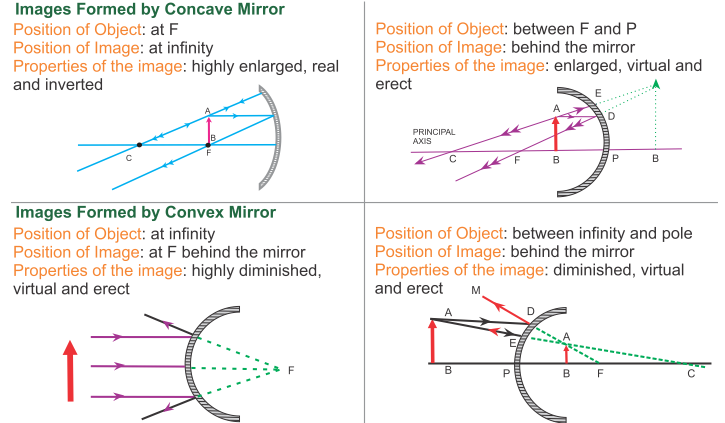 Images Formed by Concave Mirror
Position of Object: at F
Position of Image: at infinity
Properties of the image: highly enlarged, real
and inverted
A
B
C
F
Position of Object: between F and P
Position of Image: behind the mirror
Properties of the image: enlarged, virtual and
erect
E
A
D
PRINCIPAL
AXIS
C
F
B
P
B
Images Formed by Convex Mirror
Position of Object: at infinity
Position of Image: at F behind the mirror
Properties of the image: highly diminished,
virtual and erect
F
Position of Object: between infinity and pole
Position of Image: behind the mirror
Properties of the image: diminished, virtual
and erect
M
A
D
E
A
B
P
B
F
C